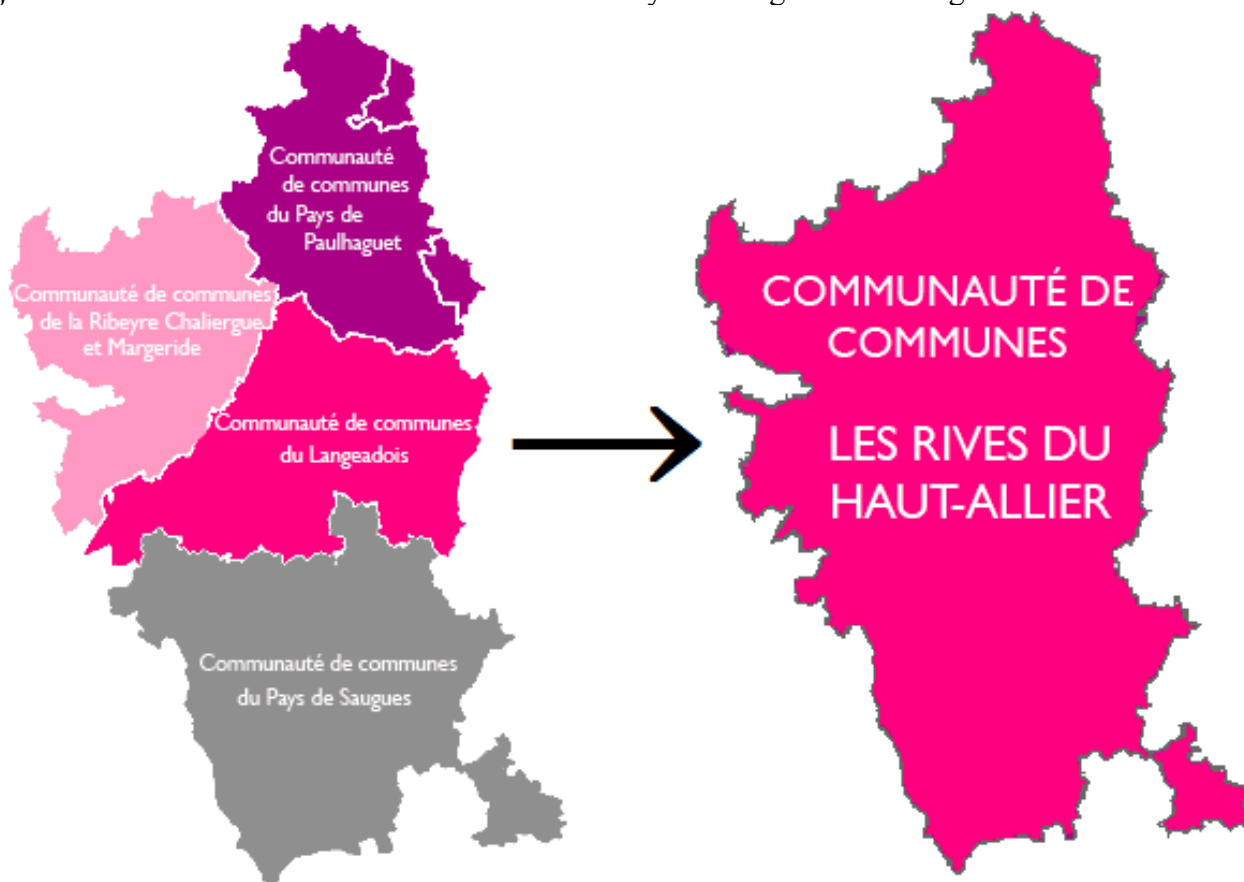 Communauté
de communes
du Pays de
Paulhaguet
Communauté de communes
de la Ribeyre Chaliergue
et Margeride
Communauté de communes
du Langeadois
Communauté de communes
du Pays de Saugues
COMMUNAUTÉ DE
COMMUNES
LES RIVES DU
HAUT-ALLIER